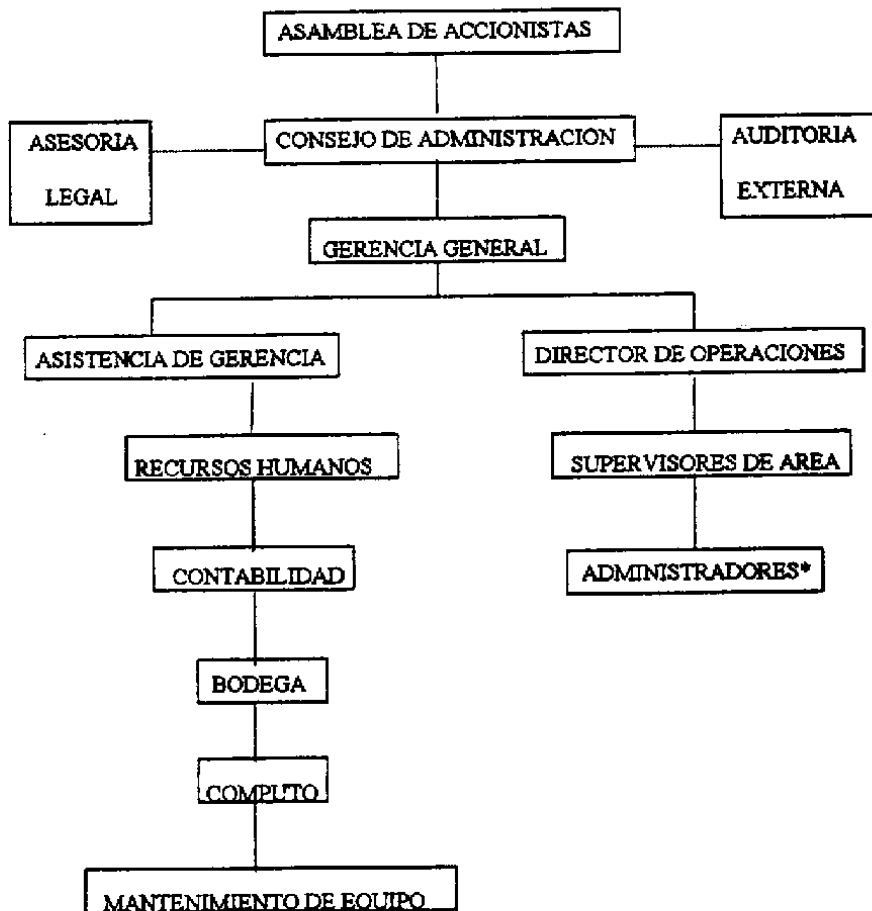 ASAMBLEA DE ACCIONISTAS
ASESORIA
LEGAL
CONSEJO DE ADMINISTRACION
AUDITORIA
EXTERNA
GERENCIA GENERAL
ASISTENCIA DE GERENCIA
DIRECTOR DE OPERACIONES
RECURSOS HUMANOS
SUPERVISORES DE AREA
CONTABILIDAD
ADMINISTRADORES*
BODEGA
COMPUTO
MANTENIMIENTO DE EQUIPO